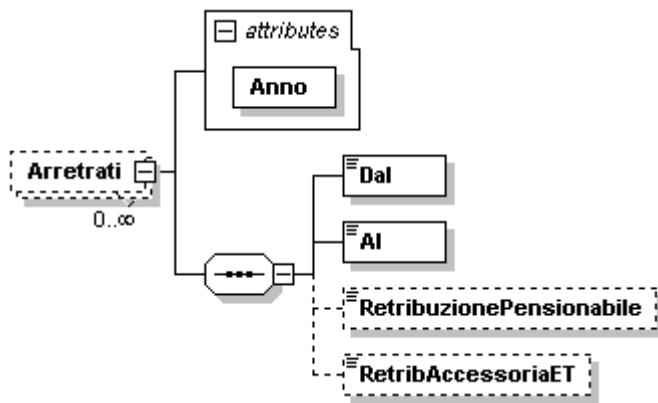 attributes
Anno
Arretrati
0..∞
Dal
Al
RetribuzionePensionabile
RetribAccessoriaET